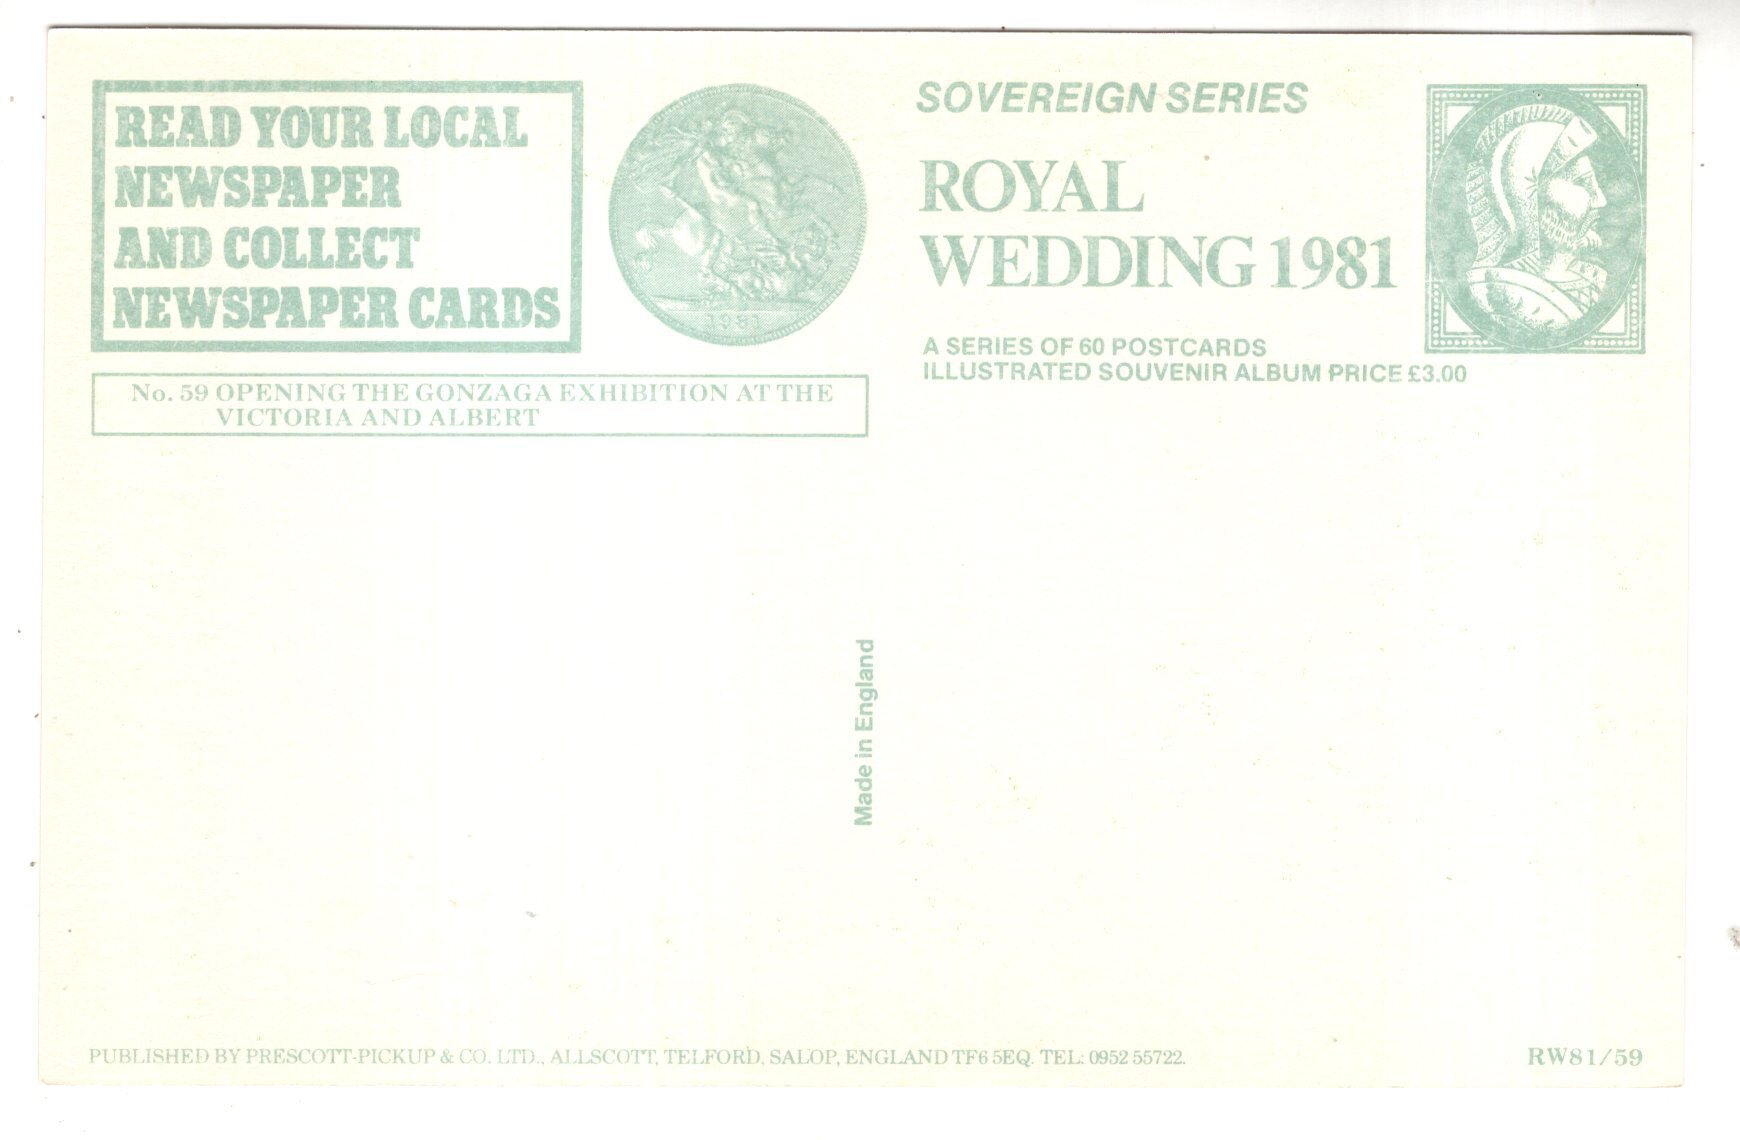 READ YOUR LOCAL
NEWSPAPER
AND COLLECT
NEWSPAPER CARDS
1981
No. 59 OPENING THE GONZAGA EXHIBITION AT THE
VICTORIA AND ALBERT
SOVEREIGN SERIES
ROYAL
WEDDING 1981
A SERIES OF 60 POSTCARDS
ILLUSTRATED SOUVENIR ALBUM PRICE £3.00
Made in England
PUBLISHED BY PRESCOTT-PICKUP & CO. LTD., ALLSCOTT, TELFORD, SALOP, ENGLAND TF6 5EQ. TEL: 0952 55722.
RW81/59